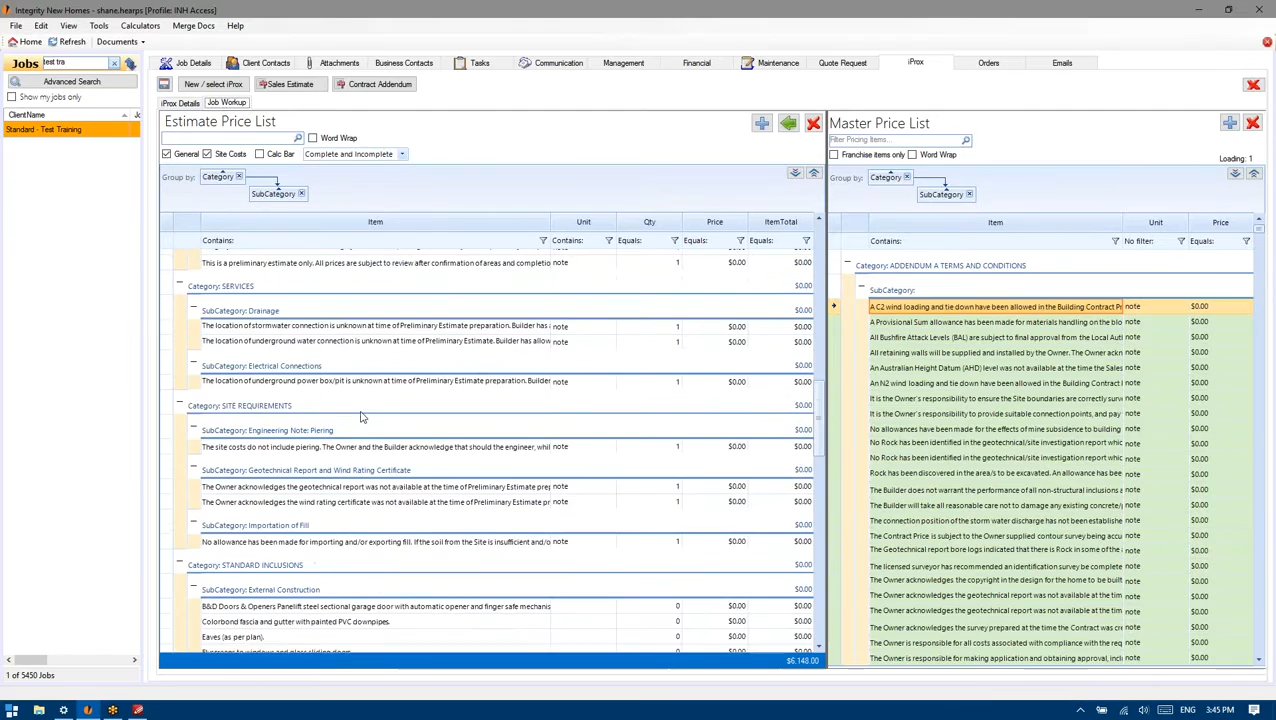 Integrity New Homes - shane.hearps [Profile: INH Access]
File Edit View Tools Calculators Merge Docs Help
Home Refresh Documents
Jobs test tra
Advanced Search
Show my jobs only
ClientName
Standard - Test Training
1 of 5450 Jobs
Job Details Client Contacts Attachments Business Contacts Tasks Communication Management Financial Maintenance Quote Request iProx Orders Emails
New / select iProx Sales Estimate Contract Addendum
iProx Details Job Workup
Estimate Price List
Word Wrap
General Site Costs Calc Bar Complete and Incomplete
Group by: Category
SubCategory
Item Unit Qty Price ItemTotal
Contains: Contains: Equals: Equals: Equals:
This is a preliminary estimate only. All prices are subject to review after confirmation of areas and completio note 1 $0.00 $0.00
Category: SERVICES $0.00
SubCategory: Drainage $0.00
The location of stormwater connection is unknown at time of Preliminary Estimate preparation. Builder has note 1 $0.00 $0.00
The location of underground water connection is unknown at time of Preliminary Estimate. Builder has allow note 1 $0.00 $0.00
SubCategory: Electrical Connections $0.00
The location of underground power box/pit is unknown at time of Preliminary Estimate preparation. Builder note 1 $0.00 $0.00
Category: SITE REQUIREMENTS $0.00
SubCategory: Engineering Note: Piering $0.00
The site costs do not include piering. The Owner and the Builder acknowledge that should the engineer, whil note 1 $0.00 $0.00
SubCategory: Geotechnical Report and Wind Rating Certificate $0.00
The Owner acknowledges the geotechnical report was not available at the time of Preliminary Estimate prep note 1 $0.00 $0.00
The Owner acknowledges the wind rating certificate was not available at the time of Preliminary Estimate note 1 $0.00 $0.00
SubCategory: Importation of Fill $0.00
No allowance has been made for importing and/or exporting fill. If the soil from the Site is insufficient and/o note 1 $0.00 $0.00
Category: STANDARD INCLUSIONS $0.00
SubCategory: External Construction $0.00
B&D Doors & Openers Panelift steel sectional garage door with automatic opener and finger safe mechanis 0 $0.00 $0.00
Colorbond fascia and gutter with painted PVC downpipes. 0 $0.00 $0.00
Eaves (as per plan). 0 $0.00 $0.00
Flyscreens to windows and glass sliding doors 0 $0.00 $0.00
$6,148.00
Master Price List
Filter Pricing Items...
Franchise items only Word Wrap Loading: 1
Group by: Category
SubCategory
Item Unit Price
Contains: No filter: Equals:
Category: ADDENDUM A TERMS AND CONDITIONS
SubCategory:
A C2 wind loading and tie down have been allowed in the Building Contract Pr note $0.00
A Provisional Sum allowance has been made for materials handling on the blo note $0.00
All Bushfire Attack Levels (BAL) are subject to final approval from the Local Aut note $0.00
All retaining walls will be supplied and installed by the Owner. The Owner ackn note $0.00
An Australian Height Datum (AHD) level was not available at the time the Sales note $0.00
An N2 wind loading and tie down have been allowed in the Building Contract note $0.00
It is the Owner's responsibility to ensure the Site boundaries are correctly surve note $0.00
It is the Owner's responsibility to provide suitable connection points, and pay note $0.00
No allowances have been made for the effects of mine subsidence to building note $0.00
No Rock has been identified in the geotechnical/site investigation report whic note $0.00
No Rock has been identified in the geotechnical/site investigation report which note $0.00
Rock has been discovered in the area/s to be excavated. An allowance has note $0.00
The Builder does not warrant the performance of all non-structural inclusions a note $0.00
The Builder will take all reasonable care not to damage any existing concrete/ note $0.00
The connection position of the storm water discharge has not been establishe note $0.00
The Contract Price is subject to the Owner supplied contour survey being accu note $0.00
The Geotechnical report bore logs indicated that there is Rock in some of the note $0.00
The licensed surveyor has recommended an identification survey be complete note $0.00
The Owner acknowledges the copyright in the design for the home to be built note $0.00
The Owner acknowledges the geotechnical report was not available at the time note $0.00
The Owner acknowledges the geotechnical report was not available at the time note $0.00
The Owner acknowledges the survey prepared at the time the Contract was cre note $0.00
The Owner is responsible for all costs associated with compliance with the requ note $0.00
The Owner is responsible for making application and obtaining approval, incl note $0.00
ENG 3:45 PM